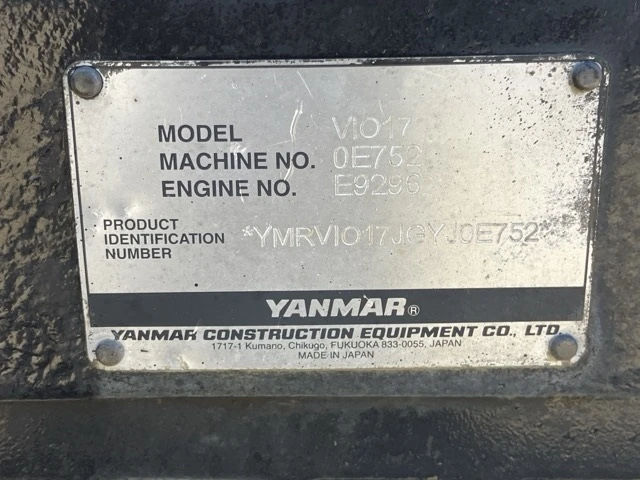 MODEL VIO17
MACHINE NO. 0E752
ENGINE NO. E9296
PRODUCT
IDENTIFICATION
NUMBER
*YMRVIO17JGYJ0E752*
YANMAR®
YANMAR CONSTRUCTION EQUIPMENT CO., LTD.
1717-1 Kumano, Chikugo, FUKUOKA 833-0055, JAPAN
MADE IN JAPAN